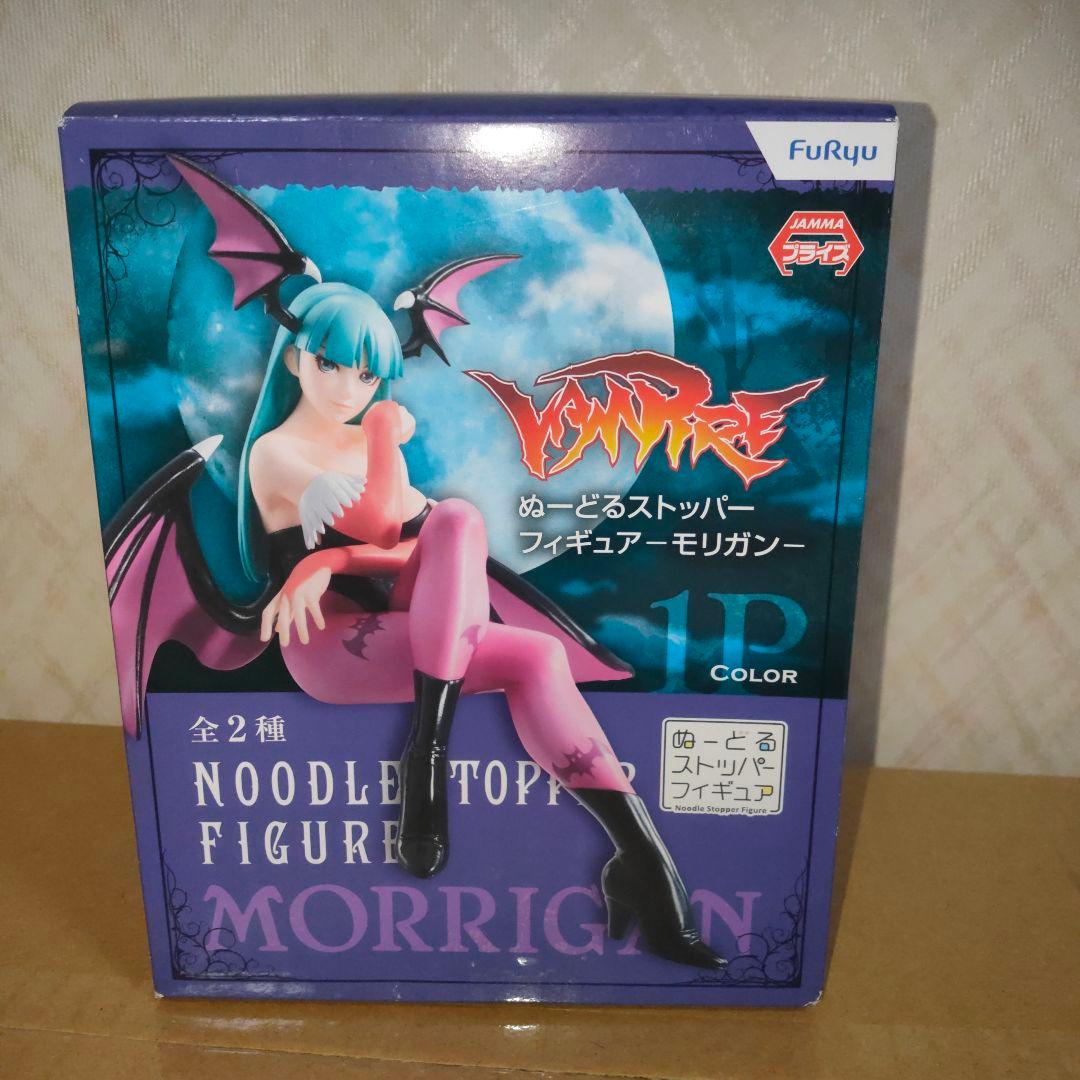 FuRyu
JAMMA
プライズ
VAMPIRE
ぬーどるストッパー
フィギュアーモリガンー
1P
COLOR
全2種
NOODLE STOPPER
FIGURE
ぬーどる
ストッパー
フィギュア
Noodle Stopper Figure
MORRIGAN